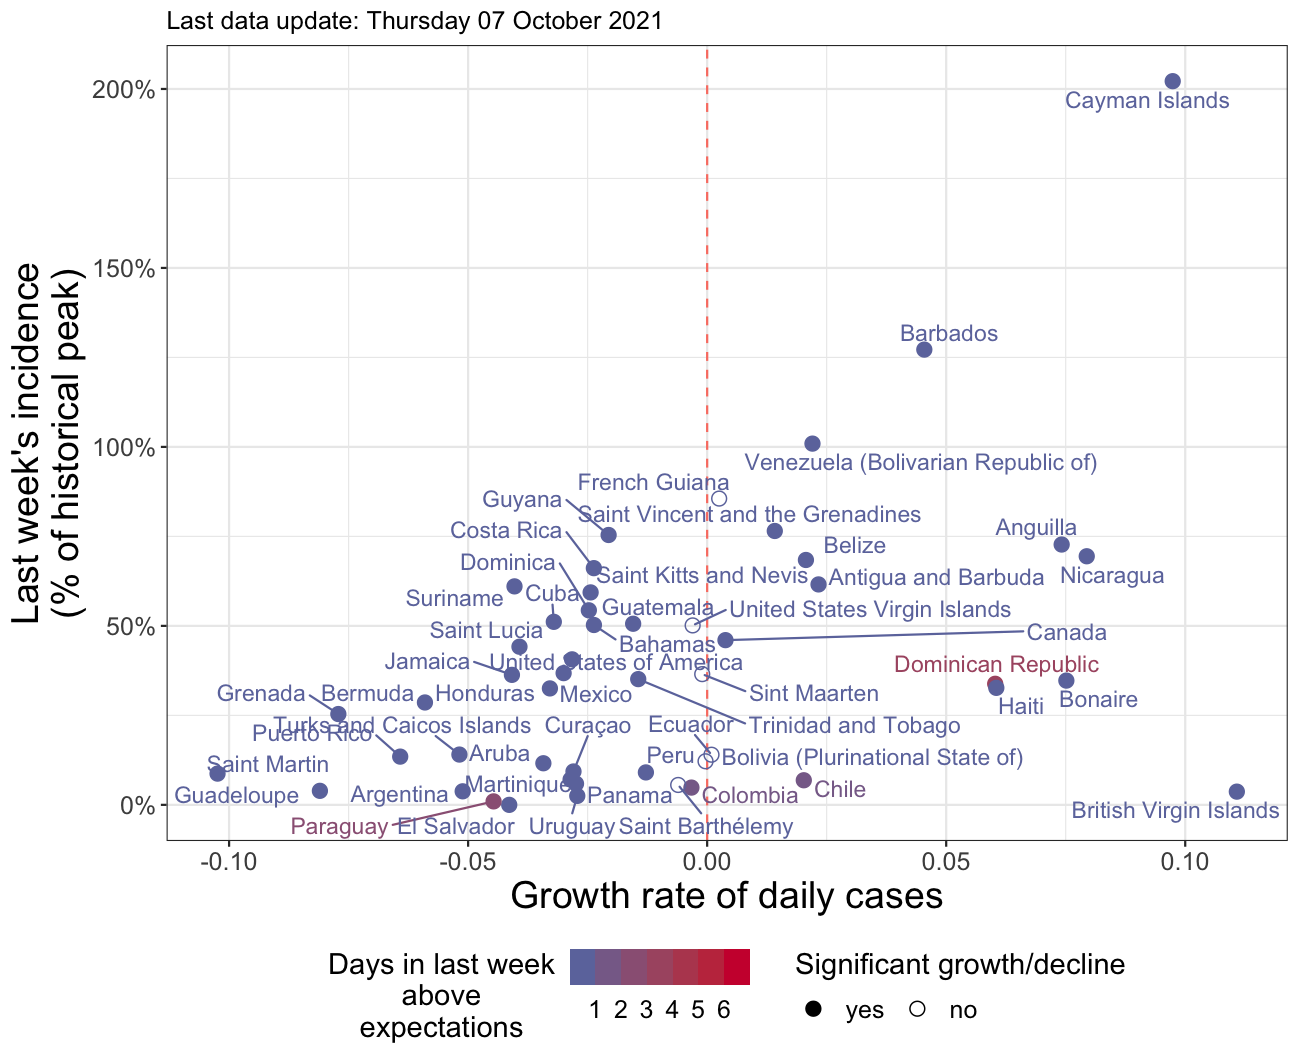 Last data update: Thursday 07 October 2021
Last week's incidence
(% of historical peak)
200%
150%
100%
50%
0%
Cayman Islands
Barbados
Venezuela (Bolivarian Republic of)
French Guiana
Guyana
Saint Vincent and the Grenadines
Costa Rica
Anguilla
Belize
Dominica
Saint Kitts and Nevis
Antigua and Barbuda
Nicaragua
Suriname
Cuba
Guatemala
United States Virgin Islands
Saint Lucia
Bahamas
Canada
Jamaica
United States of America
Dominican Republic
Grenada
Bermuda
Honduras
Mexico
Sint Maarten
Haiti
Bonaire
Turks and Caicos Islands
Curaçao
Ecuador
Trinidad and Tobago
Puerto Rico
Aruba
Peru
Bolivia (Plurinational State of)
Saint Martin
Guadeloupe
Argentina
Martinique
Panama
Colombia
Chile
British Virgin Islands
Paraguay
El Salvador
Uruguay
Saint Barthélemy
-0.10
-0.05
0.00
0.05
0.10
Growth rate of daily cases
Days in last week
above
expectations
1 2 3 4 5 6
Significant growth/decline
yes
no